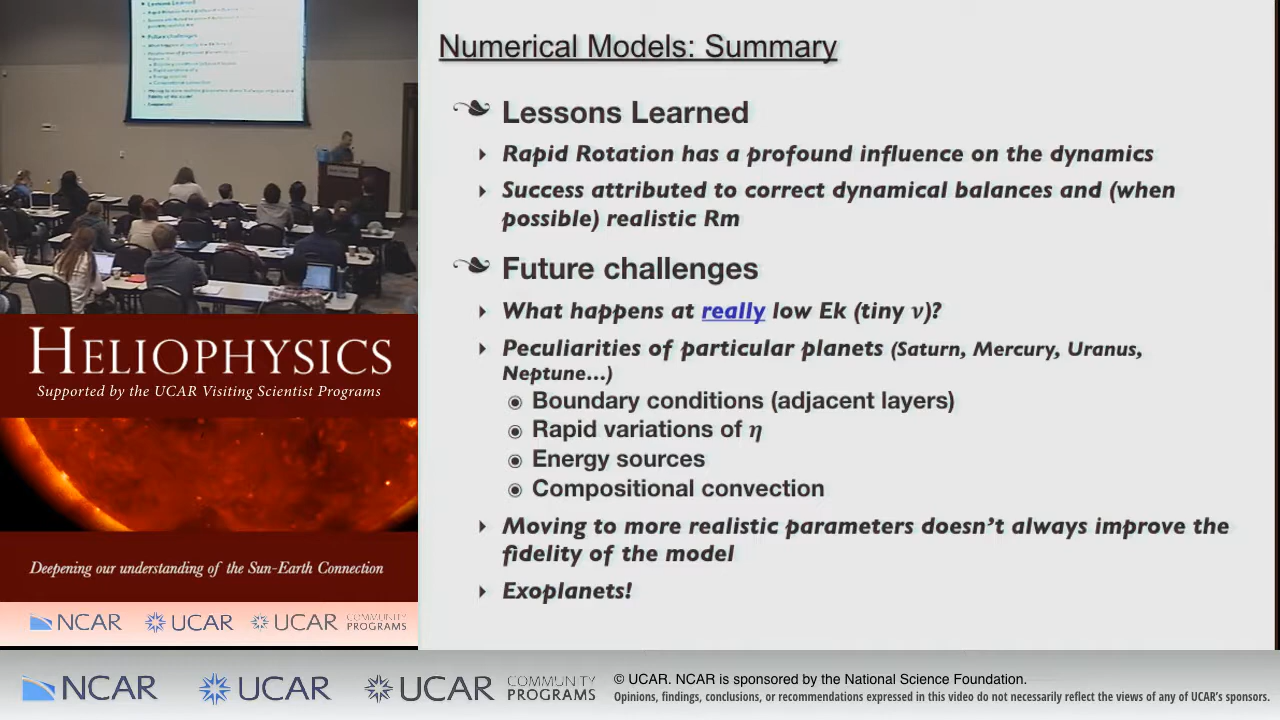 Numerical Models: Summary
Lessons Learned
Rapid Rotation has a profound influence on the dynamics
Success attributed to correct dynamical balances and (when
possible) realistic Rm
Future challenges
What happens at really low Ek (tiny ν)?
Peculiarities of particular planets (Saturn, Mercury, Uranus,
Neptune...)
Boundary conditions (adjacent layers)
Rapid variations of η
Energy sources
Compositional convection
Moving to more realistic parameters doesn't always improve the
fidelity of the model
Exoplanets!
HELIOPHYSICS
Supported by the UCAR Visiting Scientist Programs
Deepening our understanding of the Sun-Earth Connection
NCAR UCAR UCAR COMMUNITY PROGRAMS
NCAR UCAR UCAR COMMUNITY PROGRAMS
© UCAR. NCAR is sponsored by the National Science Foundation.
Opinions, findings, conclusions, or recommendations expressed in this video do not necessarily reflect the views of any of UCAR's sponsors.